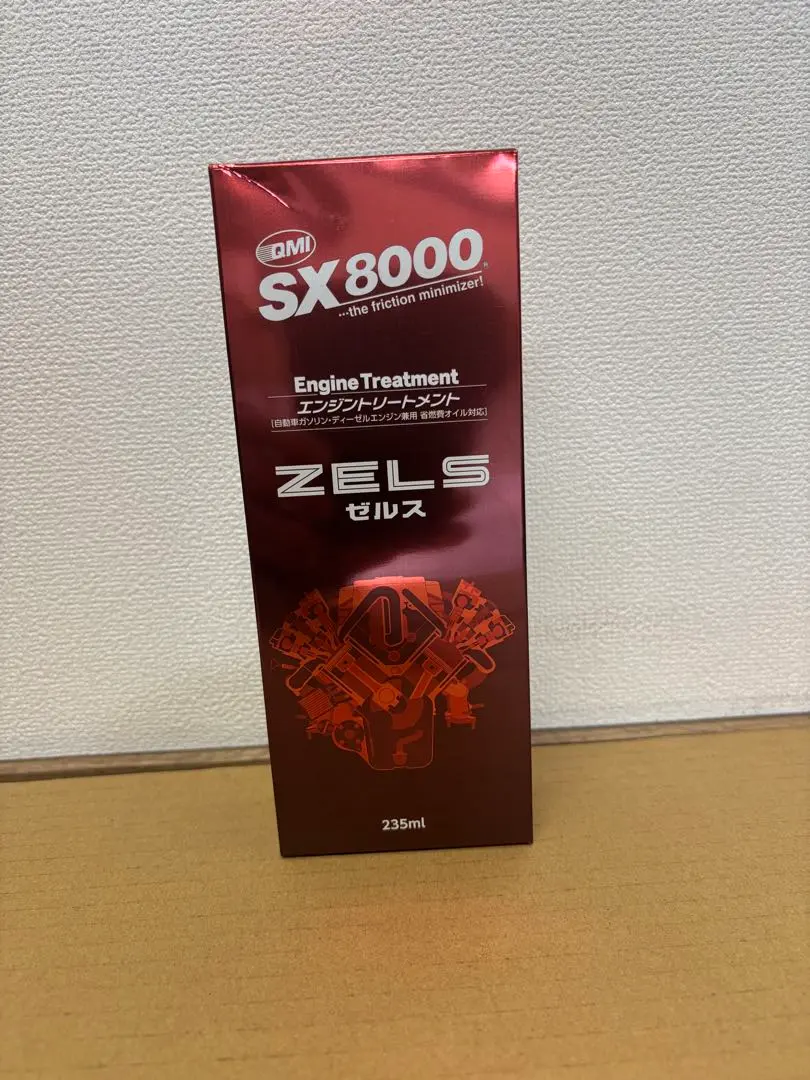 QMI
SX8000
...the friction minimizer!
Engine Treatment
エンジントリートメント
[自動車ガソリン・ディーゼルエンジン兼用 省燃費オイル対応]
ZELS
ゼルス
235ml